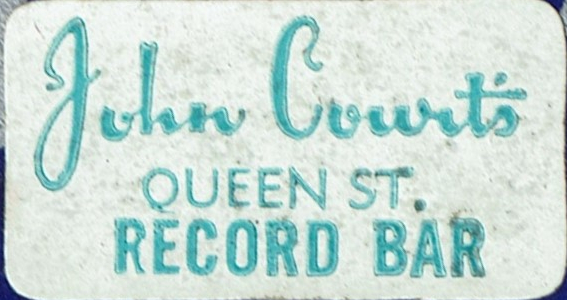 John Court's
QUEEN ST.
RECORD BAR